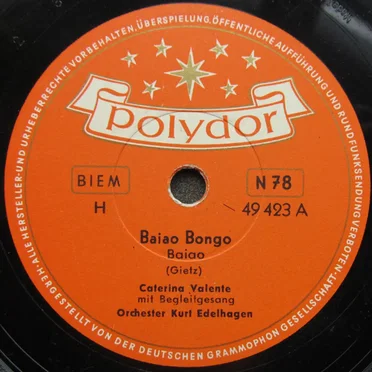 ALLE HERSTELLER- UND URHEBERRECHTE VORBEHALTEN. ÜBERSPIELUNG, ÖFFENTLICHE AUFFÜHRUNG UND RUNDFUNKSENDUNG VERBOTEN
Polydor
BIEM
N 78
H
49 423 A
Baiao Bongo
Baiao
(Gietz)
Caterina Valente
mit Begleitgesang
Orchester Kurt Edelhagen
HERGESTELLT VON DER DEUTSCHEN GRAMMOPHON GESELLSCHAFT